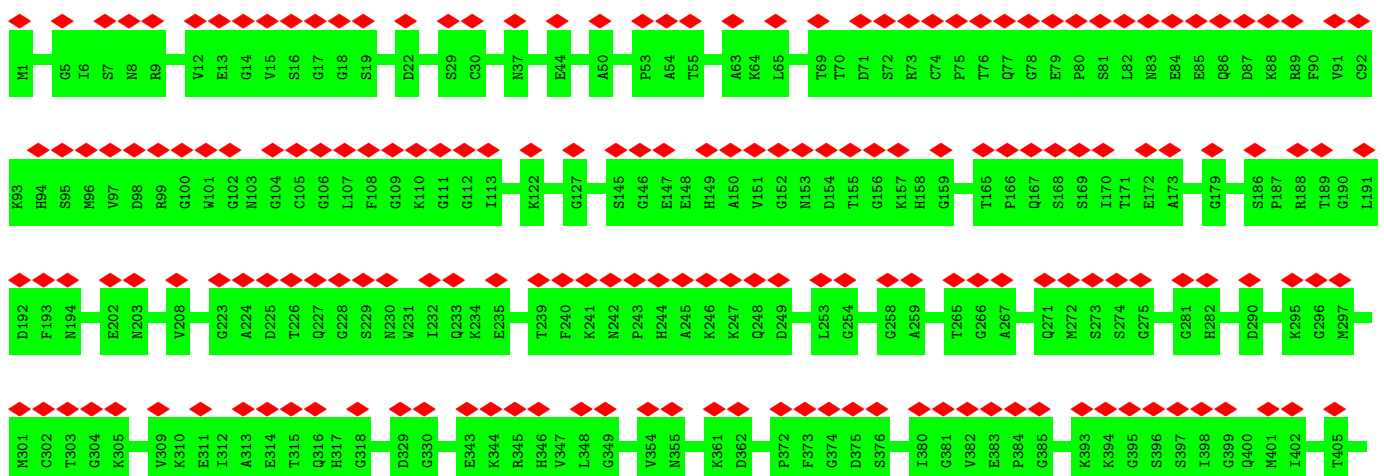 M1 G5 I6 S7 N8 R9 V12 E13 G14 V15 S16 G17 G18 S19 D22 S29 C30 N37 E44 A50 P53 A54 T55 A63 K64 L65 T69 T70 D71 S72 R73 C74 P75 T76 Q77 G78 E79 P80 S81 L82 N83 E84 E85 Q86 D87 K88 R89 F90 V91 C92
K93 H94 S95 M96 V97 D98 R99 G100 W101 G102 N103 G104 C105 G106 L107 F108 G109 K110 G111 G112 I113 K122 G127 S145 G146 E147 E148 H149 A150 V151 G152 N153 D154 T155 G156 K157 H158 G159 T165 P166 Q167 S168 S169 I170 T171 E172 A173 G179 S186 P187 R188 T189 G190 L191
D192 F193 N194 E202 N203 V208 G223 A224 D225 T226 Q227 G228 S229 N230 W231 I232 Q233 K234 E235 T239 F240 K241 N242 P243 H244 A245 K246 K247 Q248 D249 L253 G254 G258 A259 T265 G266 A267 Q271 M272 S273 S274 G275 G281 H282 D290 K295 G296 M297
M301 C302 T303 G304 K305 V309 K310 E311 I312 A313 E314 T315 Q316 H317 G318 D329 G330 E343 K344 R345 H346 V347 L348 G349 V354 N355 K361 D362 P372 F373 G374 D375 S376 I380 G381 V382 E383 P384 G385 K393 K394 G395 S396 S397 I398 G399 Q400 M401 T402 T405